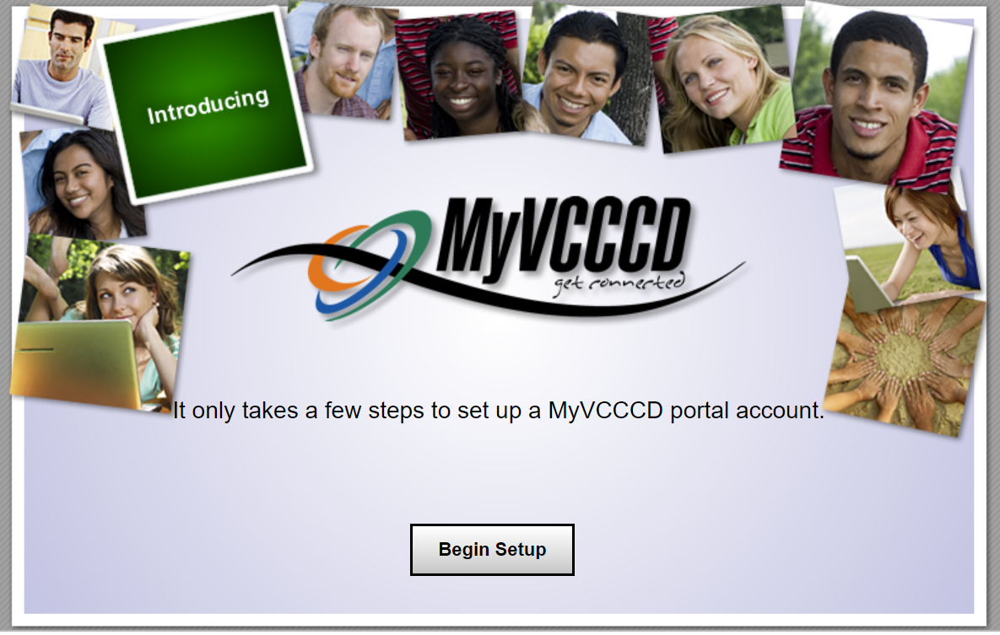 Introducing
MyVCCCD
get connected
It only takes a few steps to set up a MyVCCCD portal account.
Begin Setup